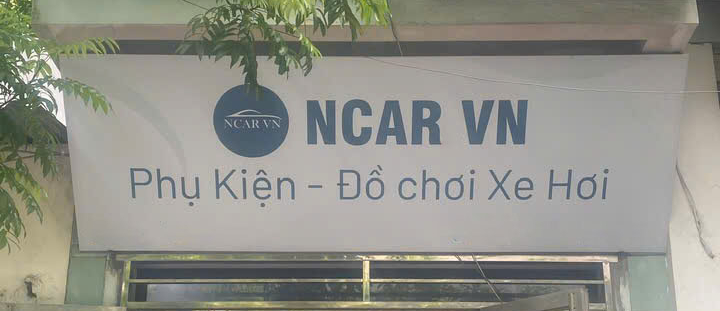 NCAR VN
NCAR VN
Phụ Kiện - Đồ chơi Xe Hơi